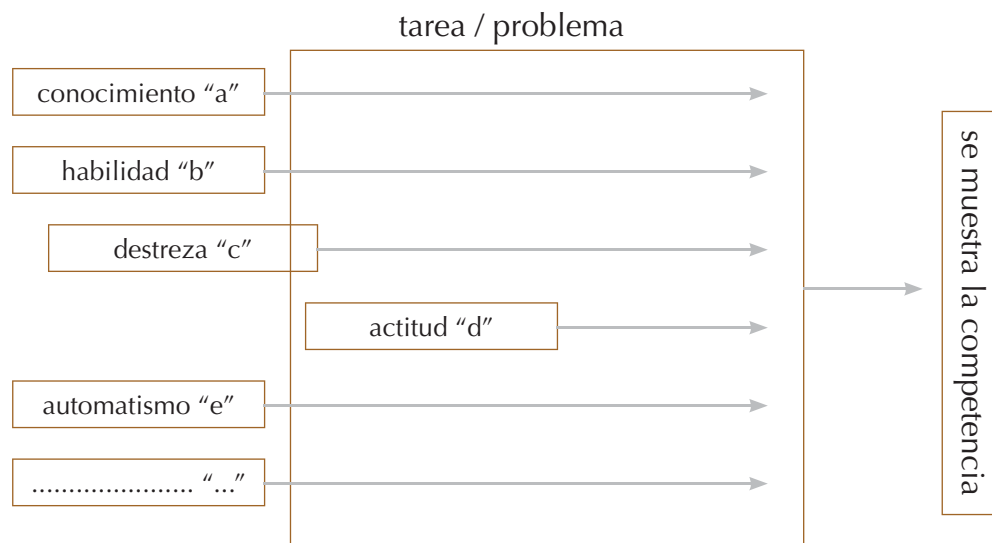 tarea / problema
conocimiento “a”
habilidad “b”
destreza “c”
actitud “d”
automatismo “e”
...................... “...”
se muestra la competencia